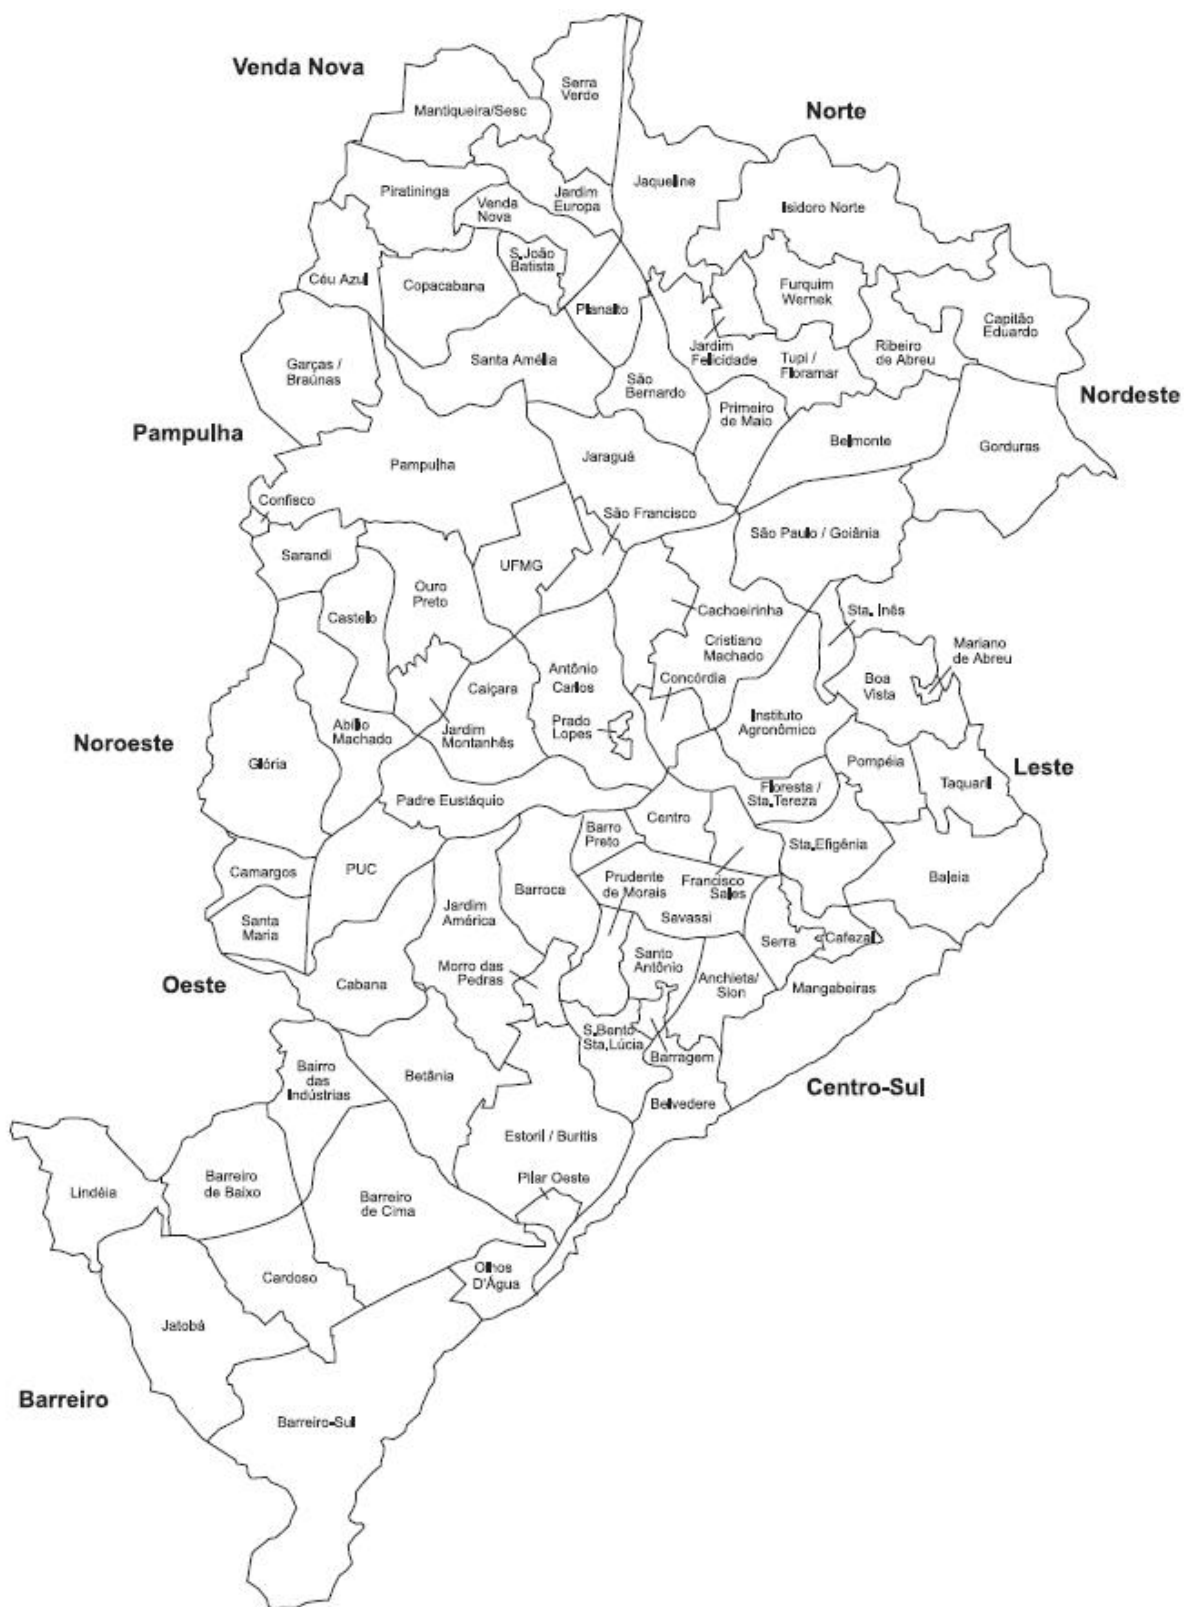 Venda Nova
Serra
Verde
Mantiqueira/Sesc
Norte
Piratininga
Jardim
Europa
Jaqueline
Venda
Nova
Isidoro Norte
S.João
Batista
Céu Azul
Copacabana
Furquim
Wernek
Planalto
Capitão
Eduardo
Garças /
Braúnas
Santa Amélia
Jardim
Felicidade
Tupi /
Floramar
Ribeiro
de Abreu
São
Bernardo
Nordeste
Primeiro
de Maio
Pampulha
Belmonte
Gorduras
Pampulha
Jaraguá
Confisco
São Francisco
São Paulo / Goiânia
Sarandi
UFMG
Ouro
Preto
Castelo
Cachoeirinha
Sta. Inês
Cristiano
Machado
Mariano
de Abreu
Antônio
Carlos
Concórdia
Boa
Vista
Caiçara
Noroeste
Abílio
Machado
Jardim
Montanhês
Prado
Lopes
Instituto
Agronômico
Glória
Pompéia
Leste
Taquaril
Padre Eustáquio
Floresta /
Sta.Tereza
Centro
Barro
Preto
Sta.Efigênia
Camargos
PUC
Barroca
Prudente
de Morais
Francisco
Sales
Baleia
Jardim
América
Santa
Maria
Savassi
Serra
Cafezal
Oeste
Cabana
Morro das
Pedras
Santo
Antônio
Anchieta/
Sion
Mangabeiras
S.Bento
Sta.Lúcia
Barragem
Bairro
das
Indústrias
Betânia
Centro-Sul
Belvedere
Estoril / Buritis
Lindéia
Barreiro
de Baixo
Pilar Oeste
Barreiro
de Cima
Cardoso
Olhos
D'Água
Jatobá
Barreiro
Barreiro-Sul